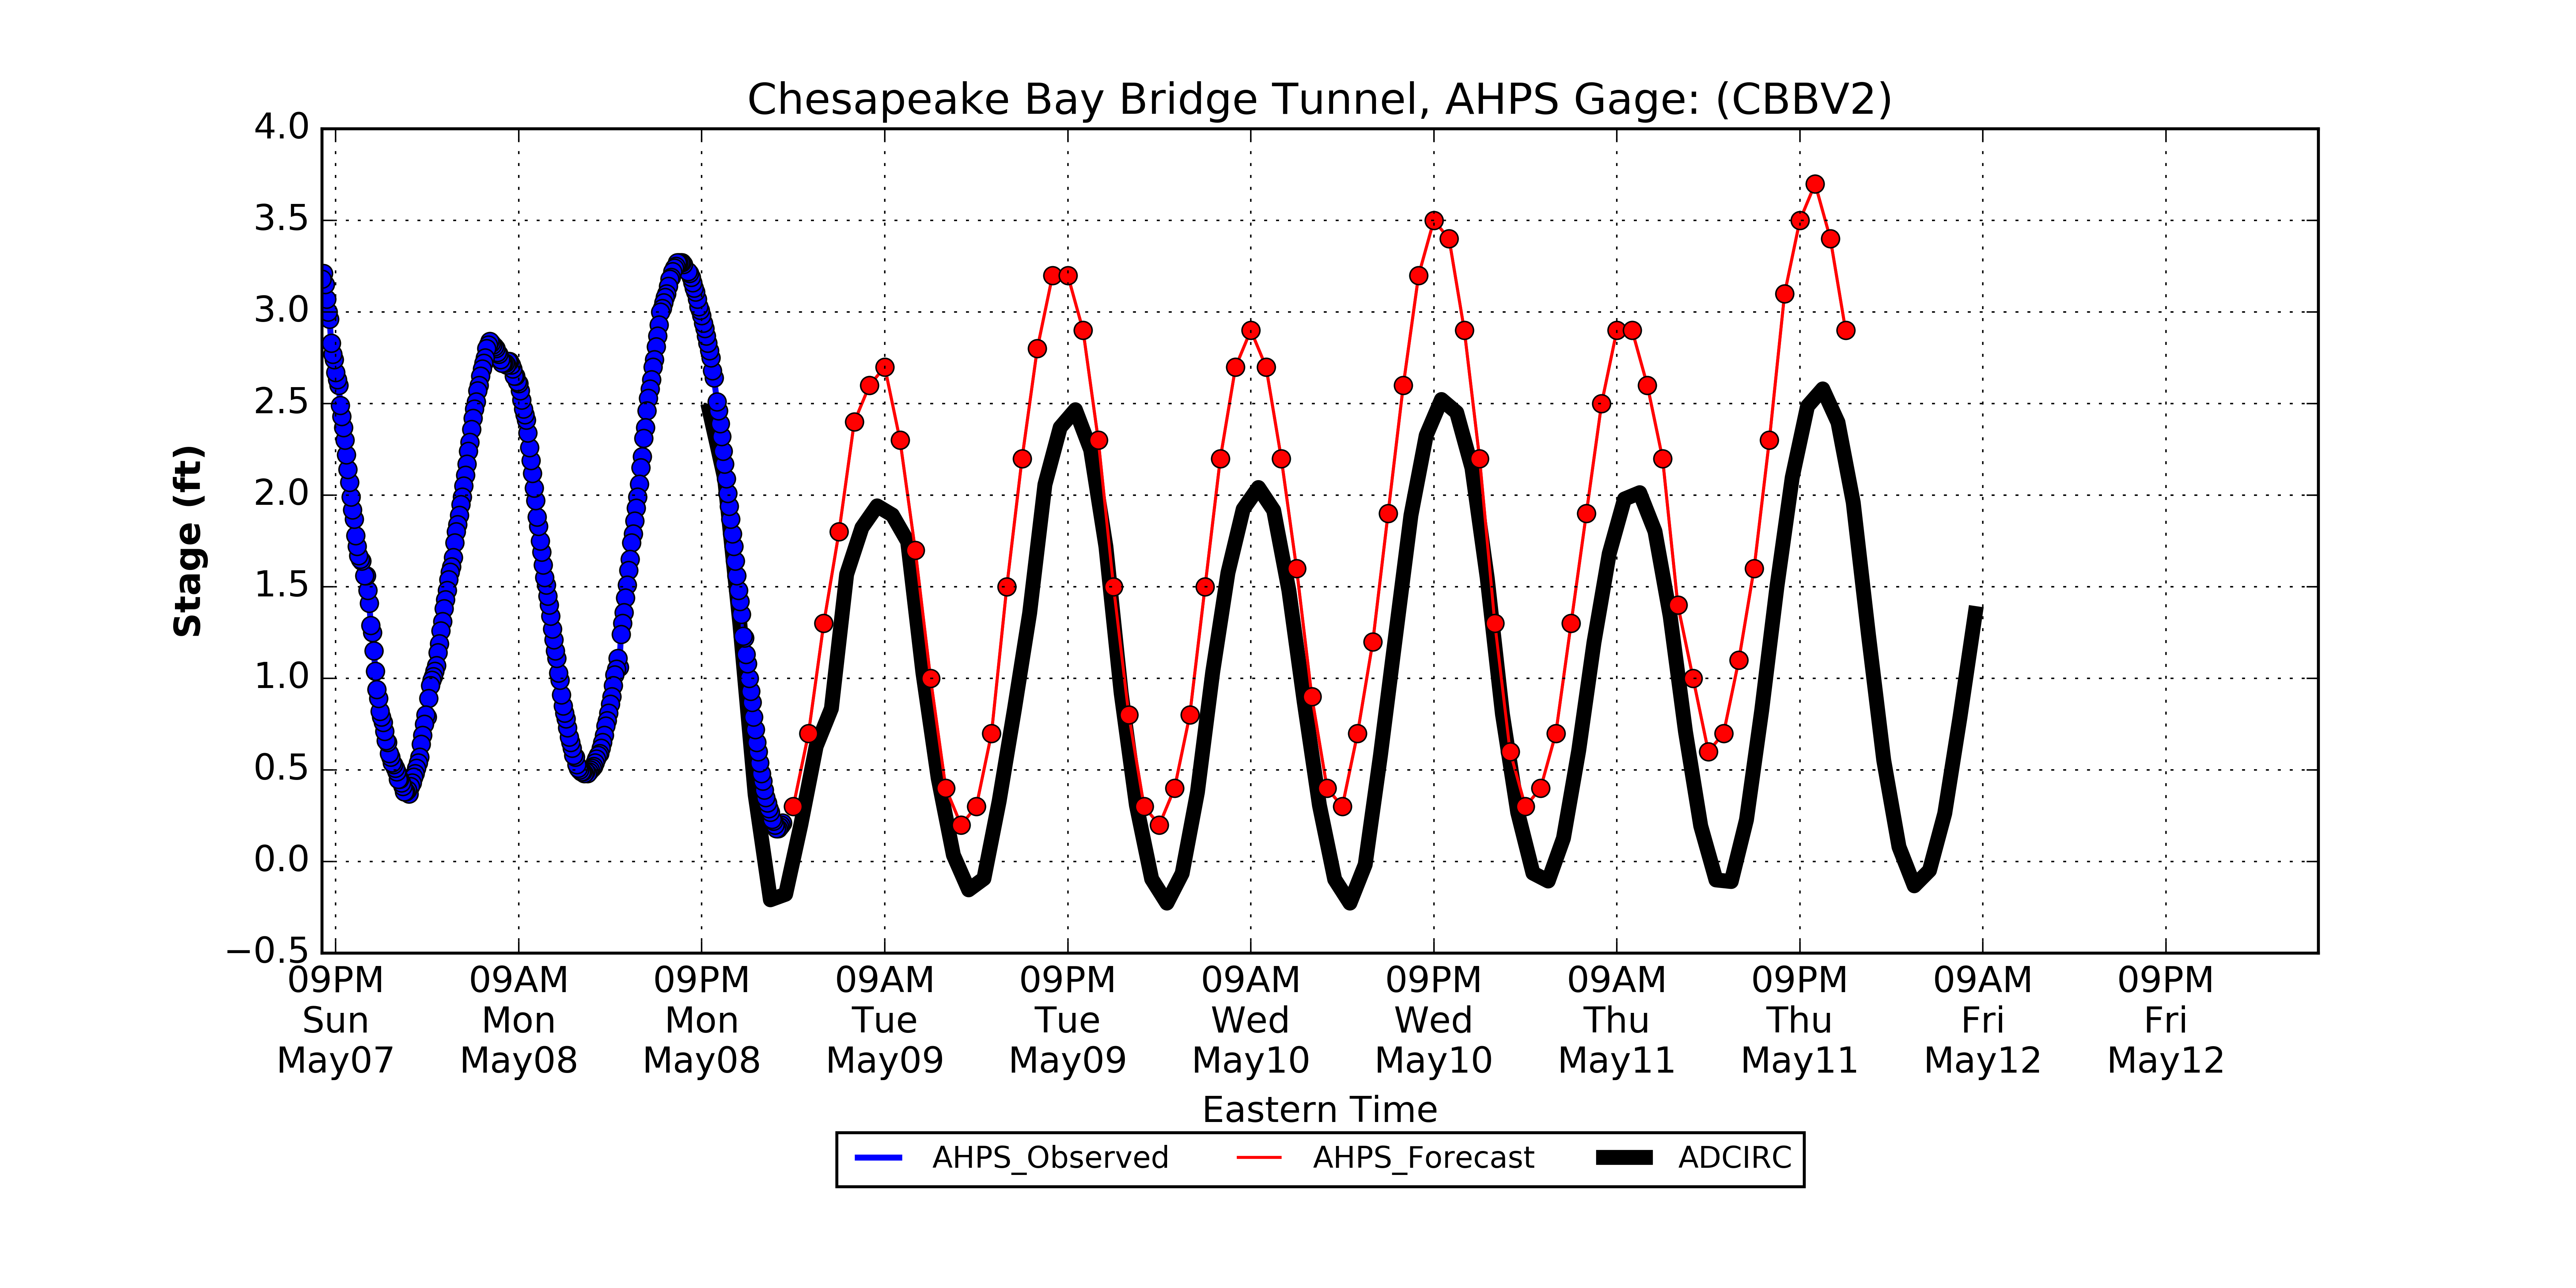 Chesapeake Bay Bridge Tunnel, AHPS Gage: (CBBV2)
4.0
3.5
3.0
2.5
2.0
1.5
1.0
0.5
0.0
−0.5
Stage (ft)
09PM 09AM 09PM 09AM 09PM 09AM 09PM 09AM 09PM 09AM 09PM
Sun Mon Mon Tue Tue Wed Wed Thu Thu Fri Fri
May07 May08 May08 May09 May09 May10 May10 May11 May11 May12 May12
Eastern Time
AHPS_Observed AHPS_Forecast ADCIRC